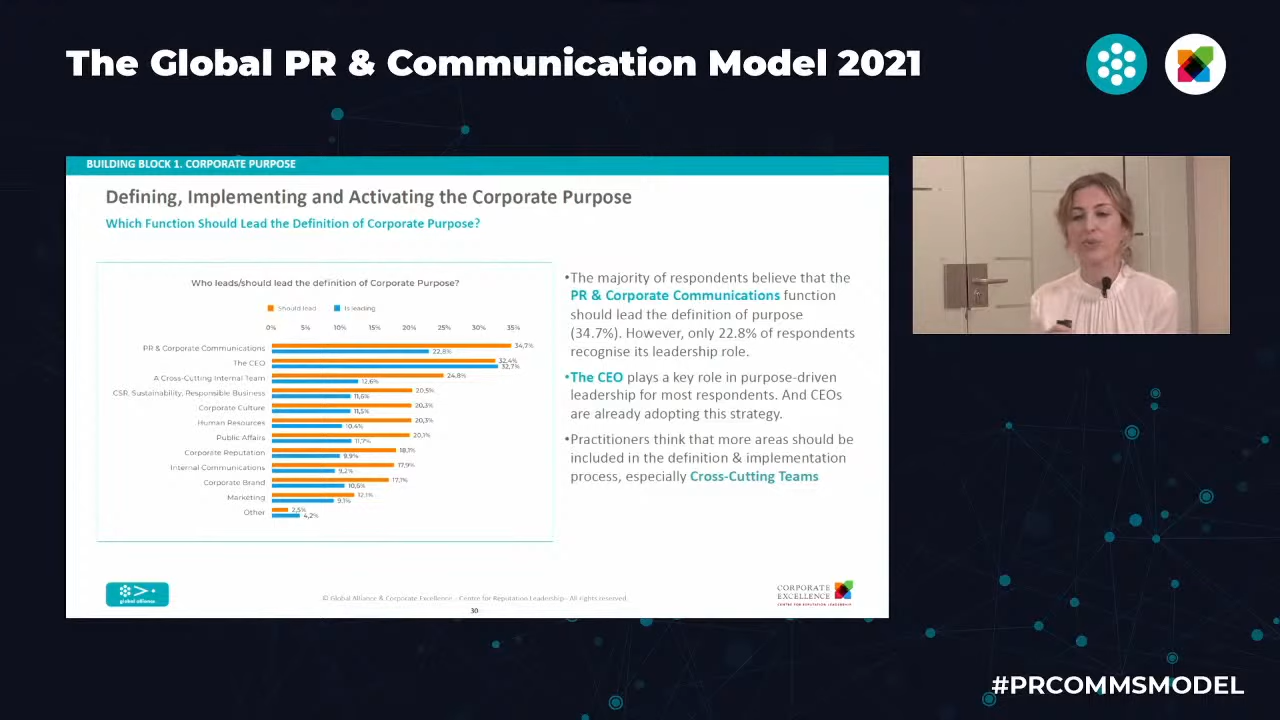 The Global PR & Communication Model 2021
BUILDING BLOCK 1. CORPORATE PURPOSE
Defining, Implementing and Activating the Corporate Purpose
Which Function Should Lead the Definition of Corporate Purpose?
Who leads/should lead the definition of Corporate Purpose?
Should lead Is leading
0% 5% 10% 15% 20% 25% 30% 35%
PR & Corporate Communications 34,7% 22,8%
The CEO 32,4% 32,7%
A Cross-Cutting Internal Team 24,8% 12,6%
CSR, Sustainability, Responsible Business 20,5% 11,6%
Corporate Culture 20,3% 11,5%
Human Resources 20,3% 10,4%
Public Affairs 20,1% 11,7%
Corporate Reputation 18,1% 9,9%
Internal Communications 17,9% 9,2%
Corporate Brand 17,1% 10,6%
Marketing 12,1% 9,1%
Other 2,5% 4,2%
•The majority of respondents believe that the
PR & Corporate Communications function
should lead the definition of purpose
(34.7%). However, only 22.8% of respondents
recognise its leadership role.
•The CEO plays a key role in purpose-driven
leadership for most respondents. And CEOs
are already adopting this strategy.
•Practitioners think that more areas should be
included in the definition & implementation
process, especially Cross-Cutting Teams
global alliance
© Global Alliance & Corporate Excellence - Centre for Reputation Leadership - All rights reserved.
30
CORPORATE
EXCELLENCE
CENTRE FOR REPUTATION LEADERSHIP
#PRCOMMSMODEL